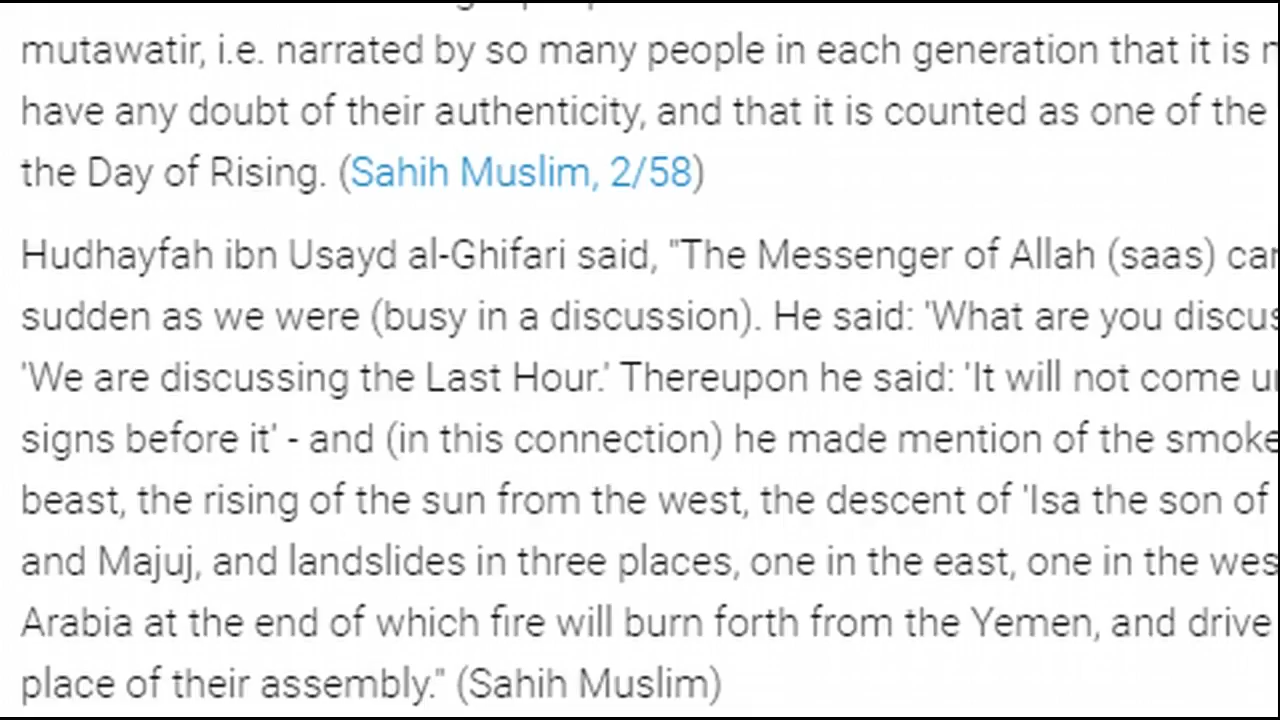 mutawatir, i.e. narrated by so many people in each generation that it is
have any doubt of their authenticity, and that it is counted as one of the
the Day of Rising. (Sahih Muslim, 2/58)
Hudhayfah ibn Usayd al-Ghifari said, "The Messenger of Allah (saas)
sudden as we were (busy in a discussion). He said: 'What are you
'We are discussing the Last Hour.' Thereupon he said: 'It will not come
signs before it' - and (in this connection) he made mention of the smoke
beast, the rising of the sun from the west, the descent of 'Isa the son of
and Majuj, and landslides in three places, one in the east, one in the
Arabia at the end of which fire will burn forth from the Yemen, and drive
place of their assembly." (Sahih Muslim)